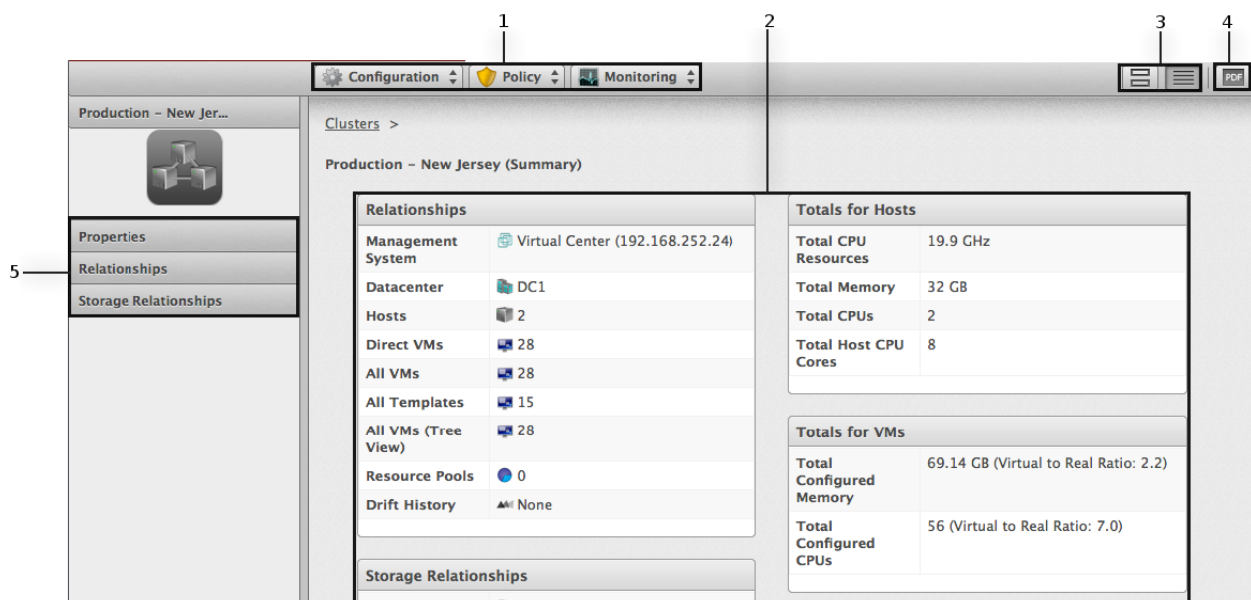 1
2
3
4
Configuration
Policy
Monitoring
PDF
Production – New Jer...
Clusters >
Production – New Jersey (Summary)
5
Properties
Relationships
Storage Relationships
Relationships
Management System
Virtual Center (192.168.252.24)
Datacenter
DC1
Hosts
2
Direct VMs
28
All VMs
28
All Templates
15
All VMs (Tree View)
28
Resource Pools
0
Drift History
None
Storage Relationships
Totals for Hosts
Total CPU Resources
19.9 GHz
Total Memory
32 GB
Total CPUs
2
Total Host CPU Cores
8
Totals for VMs
Total Configured Memory
69.14 GB (Virtual to Real Ratio: 2.2)
Total Configured CPUs
56 (Virtual to Real Ratio: 7.0)